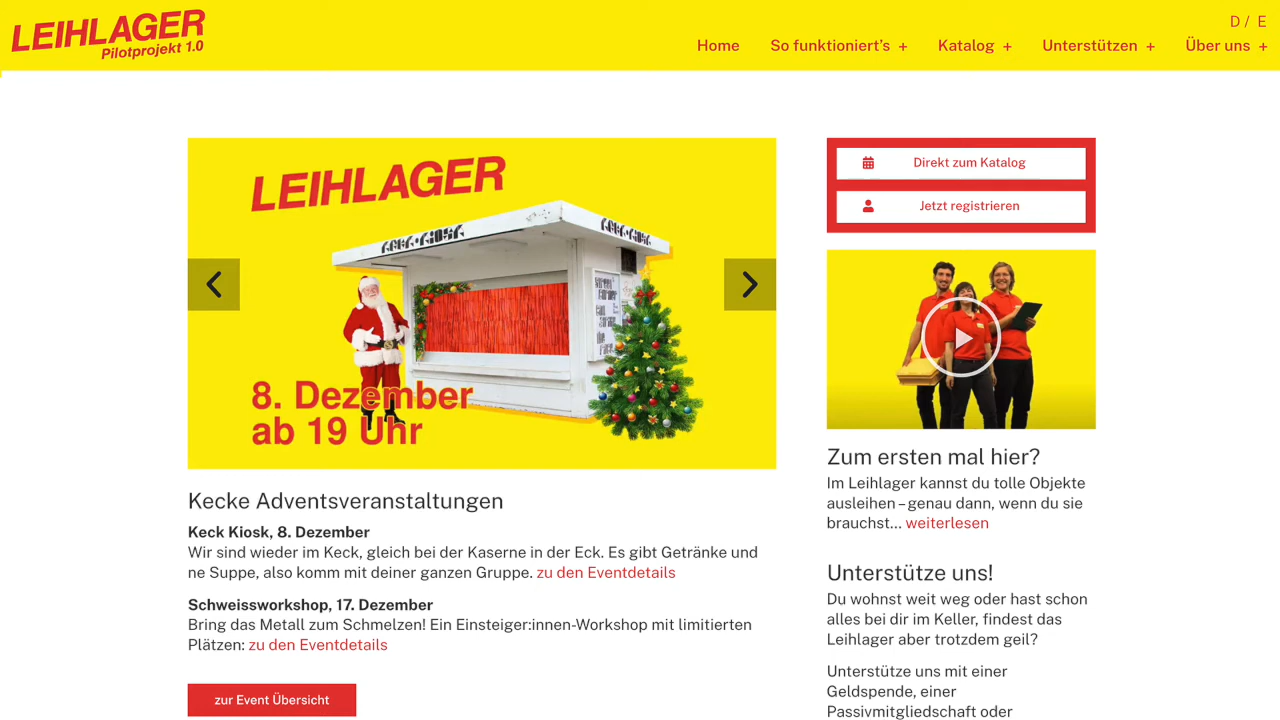 LEIHLAGER
Pilotprojekt 1.0
D / E
Home
So funktioniert's +
Katalog +
Unterstützen +
Über uns +
LEIHLAGER
KECK•KIOSK
KECK•KIOSK
8. Dezember
ab 19 Uhr
Kecke Adventsveranstaltungen
Keck Kiosk, 8. Dezember
Wir sind wieder im Keck, gleich bei der Kaserne in der Eck. Es gibt Getränke und
ne Suppe, also komm mit deiner ganzen Gruppe. zu den Eventdetails
Schweissworkshop, 17. Dezember
Bring das Metall zum Schmelzen! Ein Einsteiger:innen-Workshop mit limitierten
Plätzen: zu den Eventdetails
zur Event Übersicht
Direkt zum Katalog
Jetzt registrieren
Zum ersten mal hier?
Im Leihlager kannst du tolle Objekte
ausleihen – genau dann, wenn du sie
brauchst... weiterlesen
Unterstütze uns!
Du wohnst weit weg oder hast schon
alles bei dir im Keller, findest das
Leihlager aber trotzdem geil?
Unterstütze uns mit einer
Geldspende, einer
Passivmitgliedschaft oder